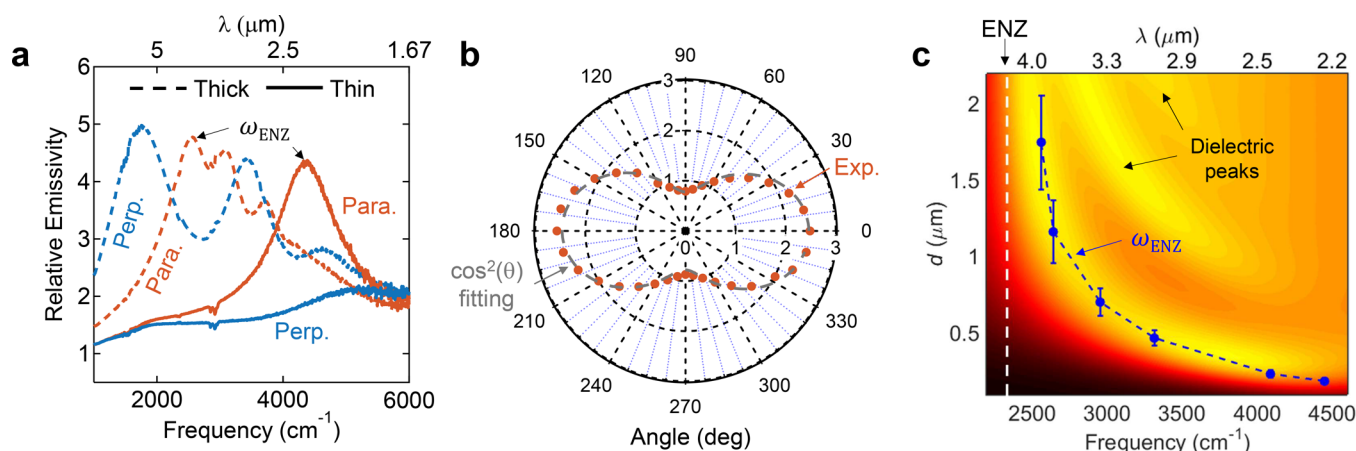 a
λ (μm)
5 2.5 1.67
Thick Thin
ω_ENZ
Perp.
Para.
Para.
Perp.
Relative Emissivity
6
5
4
3
2
1
2000 4000 6000
Frequency (cm⁻¹)
b
90
120 60
150 30
180 0
210 330
240 300
270
3
2
1
0 1 2 3
Exp.
cos²(θ)
fitting
Angle (deg)
c
ENZ
λ (μm)
4.0 3.3 2.9 2.5 2.2
Dielectric
peaks
ω_ENZ
d (μm)
2
1.5
1
0.5
2500 3000 3500 4000 4500
Frequency (cm⁻¹)